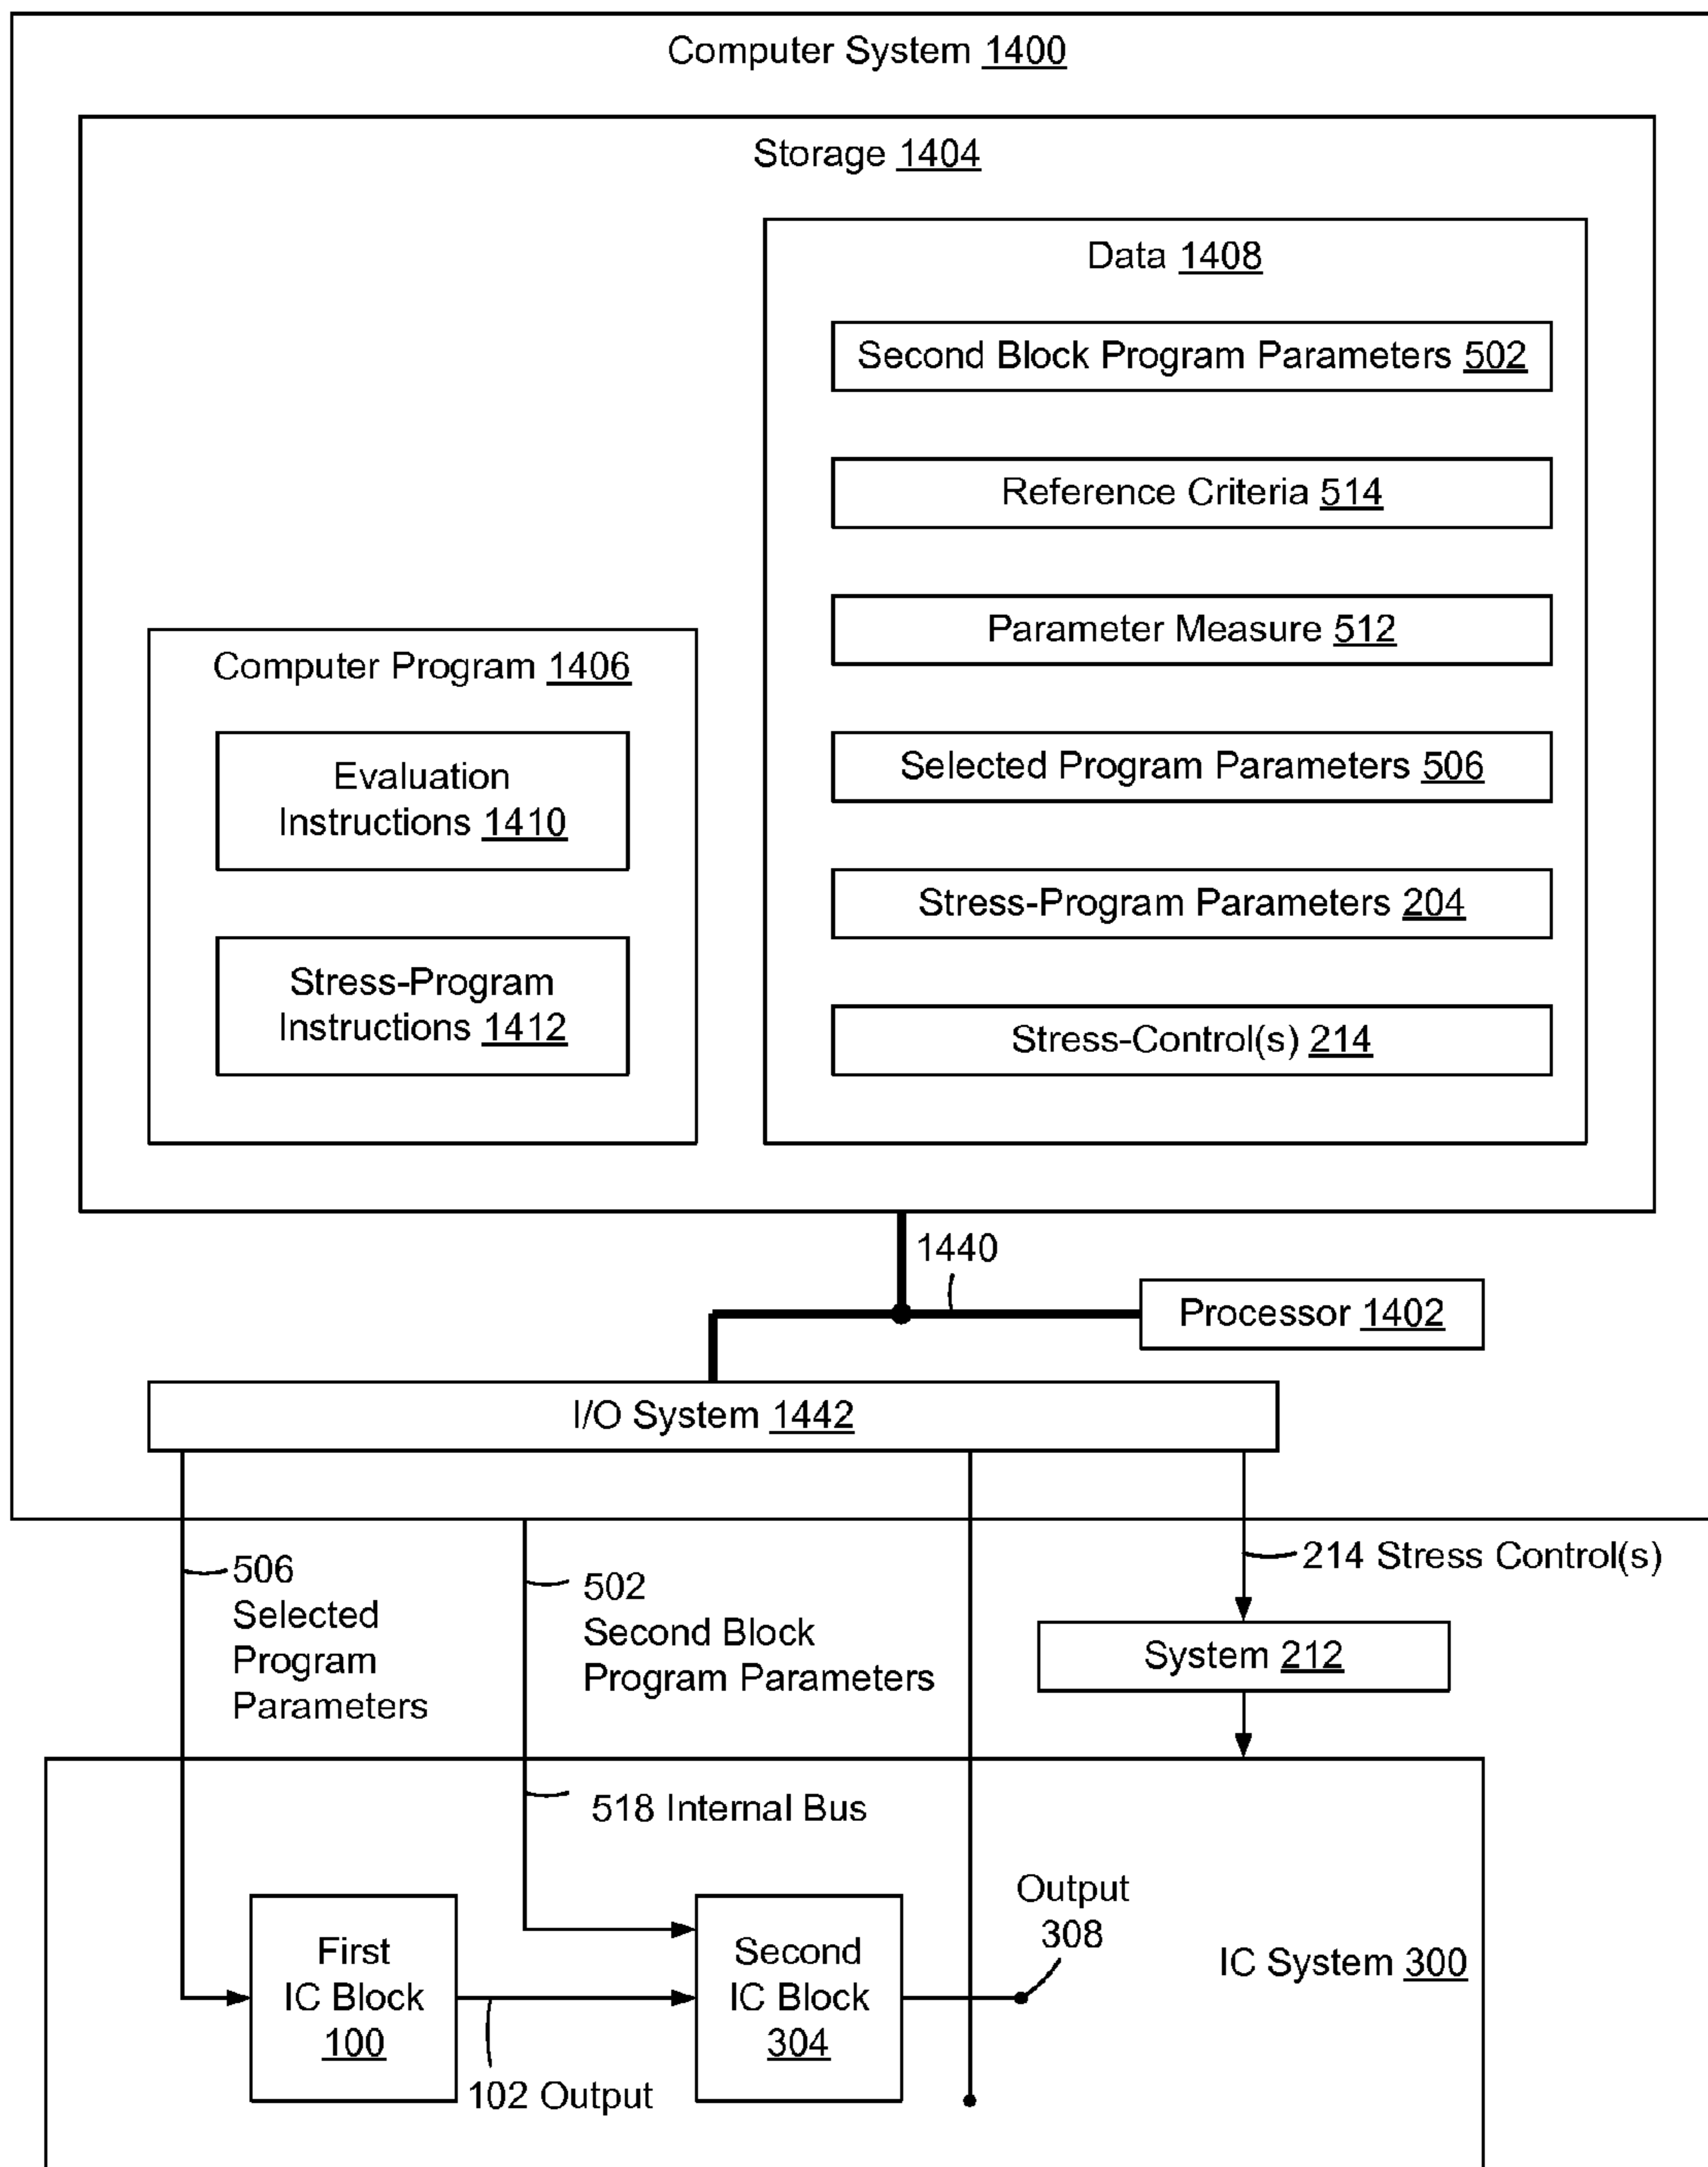 Computer System 1400
Storage 1404
Data 1408
Second Block Program Parameters 502
Reference Criteria 514
Parameter Measure 512
Selected Program Parameters 506
Stress-Program Parameters 204
Stress-Control(s) 214
Computer Program 1406
Evaluation
Instructions 1410
Stress-Program
Instructions 1412
1440
Processor 1402
I/O System 1442
506
Selected
Program
Parameters
502
Second Block
Program Parameters
214 Stress Control(s)
System 212
518 Internal Bus
First
IC Block
100
102 Output
Second
IC Block
304
Output
308
IC System 300